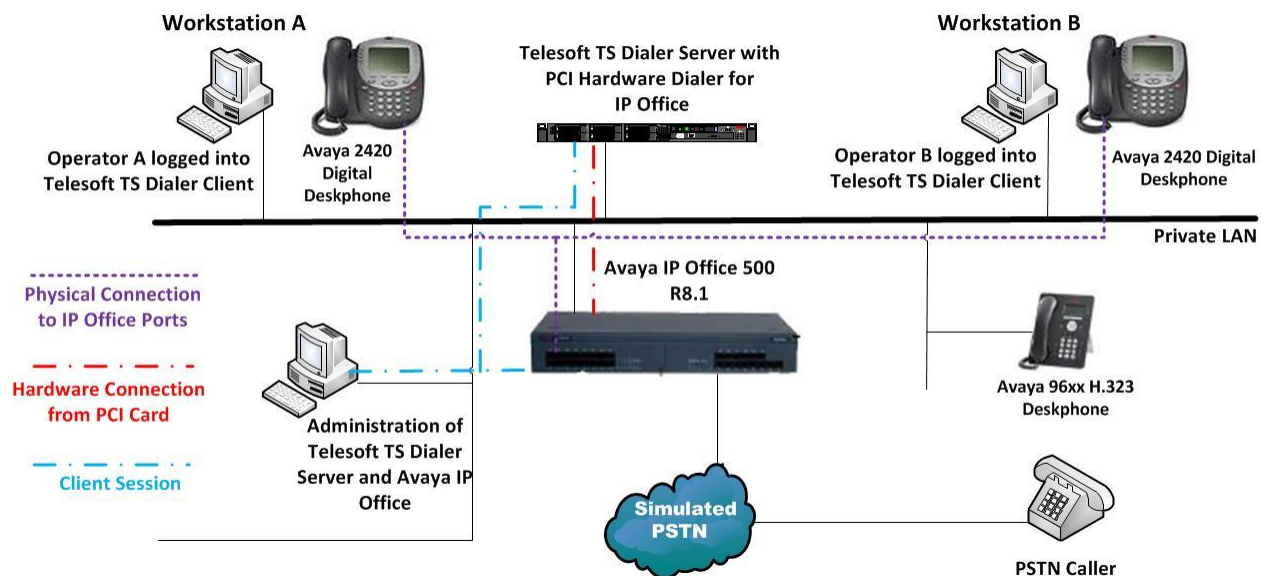 Workstation A
Workstation B
Telesoft TS Dialer Server with
PCI Hardware Dialer for
IP Office
Operator A logged into
Telesoft TS Dialer Client
Avaya 2420
Digital
Deskphone
Operator B logged into
Telesoft TS Dialer Client
Avaya 2420 Digital
Deskphone
Private LAN
Physical Connection
to IP Office Ports
Avaya IP Office 500
R8.1
Hardware Connection
from PCI Card
Avaya 96xx H.323
Deskphone
Administration of
Telesoft TS Dialer
Server and Avaya IP
Office
Client Session
Simulated
PSTN
PSTN Caller